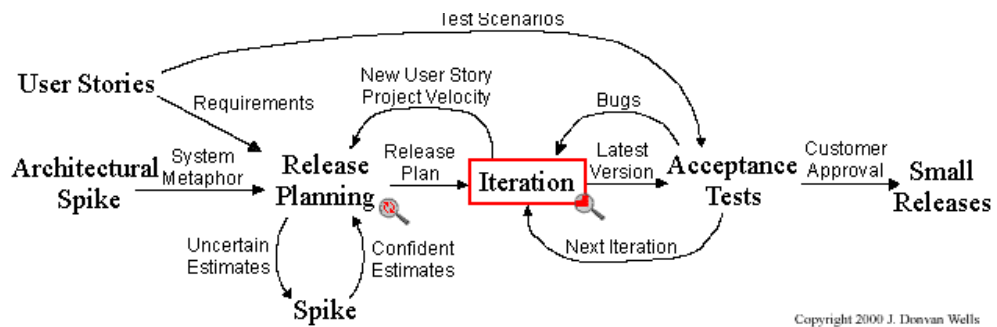 Test Scenarios
User Stories
New User Story
Project Velocity
Requirements
Bugs
Architectural
Spike
System
Metaphor
Release
Planning
Release
Plan
Iteration
Latest
Version
Acceptance
Tests
Customer
Approval
Small
Releases
Uncertain
Estimates
Confident
Estimates
Next Iteration
Spike
Copyright 2000 J. Donvan Wells